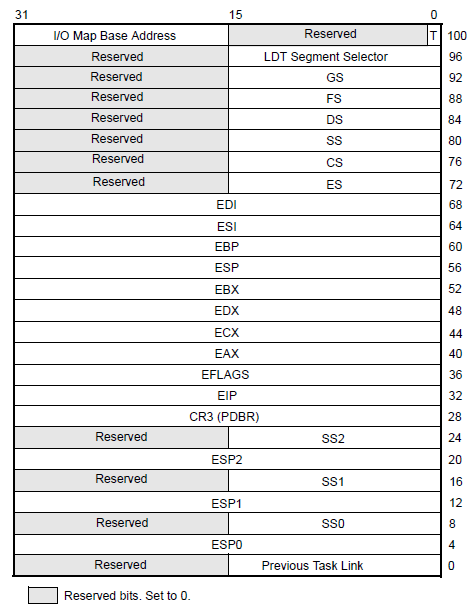 31 15 0
I/O Map Base Address Reserved T 100
Reserved LDT Segment Selector 96
Reserved GS 92
Reserved FS 88
Reserved DS 84
Reserved SS 80
Reserved CS 76
Reserved ES 72
EDI 68
ESI 64
EBP 60
ESP 56
EBX 52
EDX 48
ECX 44
EAX 40
EFLAGS 36
EIP 32
CR3 (PDBR) 28
Reserved SS2 24
ESP2 20
Reserved SS1 16
ESP1 12
Reserved SS0 8
ESP0 4
Reserved Previous Task Link 0
Reserved bits. Set to 0.